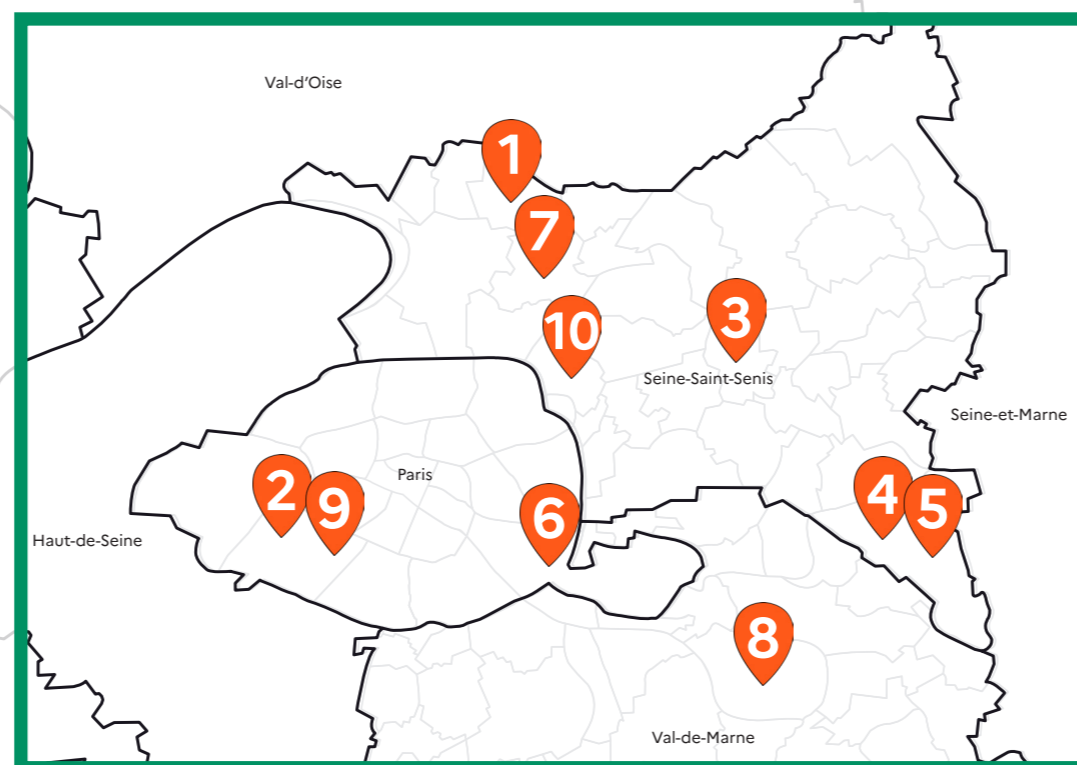 Val-d'Oise
1
7
3
10
Seine-Saint-Senis
Seine-et-Marne
Paris
2
9
6
4
5
Haut-de-Seine
8
Val-de-Marne